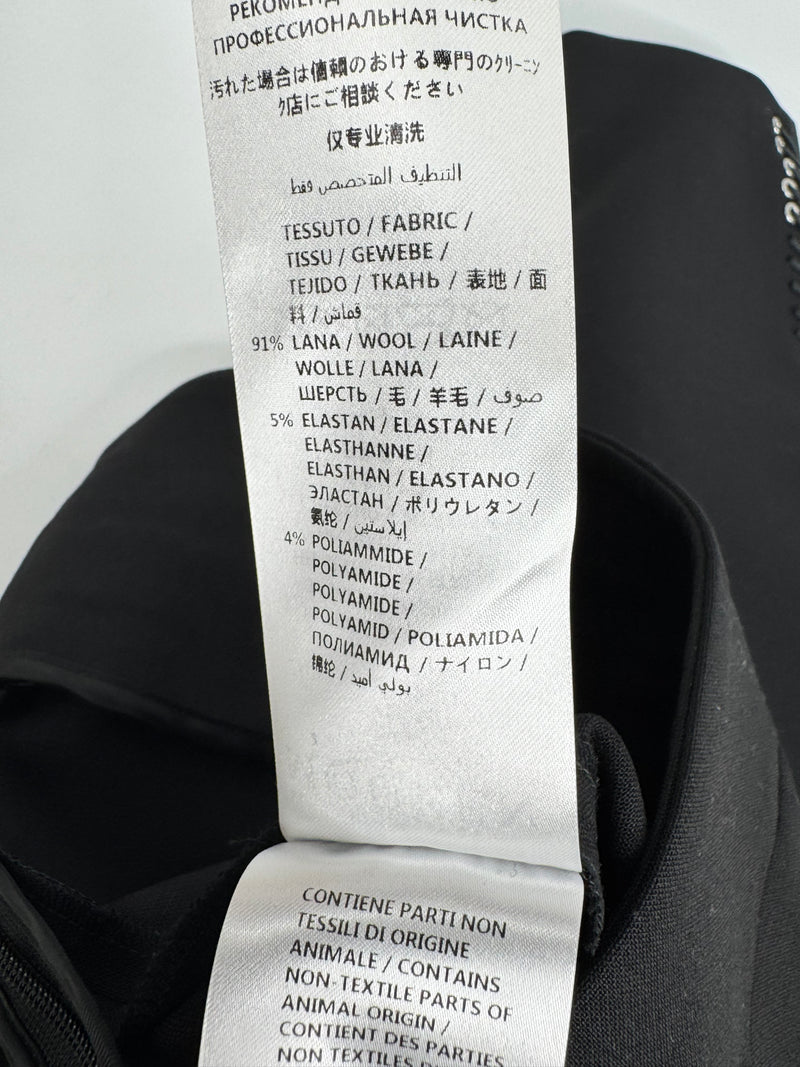 ПРОФЕССИОНАЛЬНАЯ ЧИСТКА
汚れた場合は信頼のおける専門のクリーニン
ク店にご相談ください
仅专业清洗
التنظيف المتخصص فقط
TESSUTO / FABRIC /
TISSU / GEWEBE /
TEJIDO / ТКАНЬ / 表地 / 面
料 / قماش
91% LANA / WOOL / LAINE /
WOLLE / LANA /
ШЕРСТЬ / 毛 / 羊毛 / صوف
5% ELASTAN / ELASTANE /
ELASTHANNE /
ELASTHAN / ELASTANO /
ЭЛАСТАН / ポリウレタン /
氨纶 / إيلاستين
4% POLIAMMIDE /
POLYAMIDE /
POLYAMIDE /
POLYAMID / POLIAMIDA /
ПОЛИАМИД / ナイロン /
锦纶 / بولي أميد
CONTIENE PARTI NON
TESSILI DI ORIGINE
ANIMALE / CONTAINS
NON-TEXTILE PARTS OF
ANIMAL ORIGIN /
CONTIENT DES PARTIES
NON TEXTILES